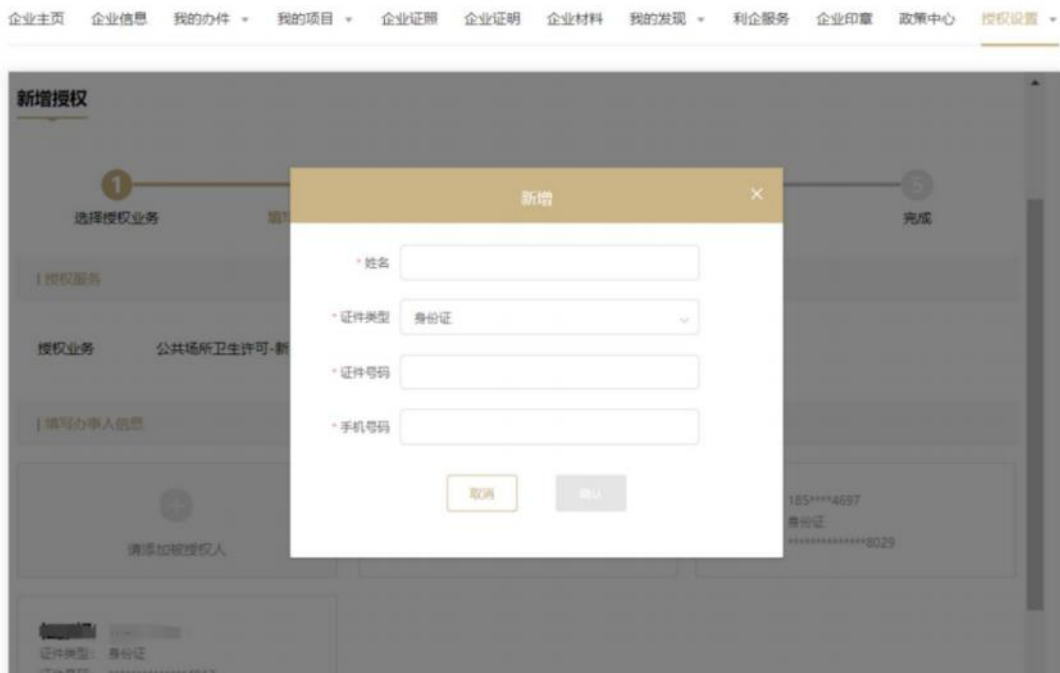 企业主页 企业信息 我的办件 我的项目 企业证照 企业证明 企业材料 我的发现 利企服务 企业印章 政策中心 授权设置
新增授权
1 5
选择授权业务 填写 完成
新增
授权服务
* 姓名
* 证件类型 身份证
授权业务 公共场所卫生许可-新
* 证件号码
填写办事人信息
* 手机号码
取消 确认
185****4697
身份证
**************8029
请添加被授权人
证件类型: 身份证